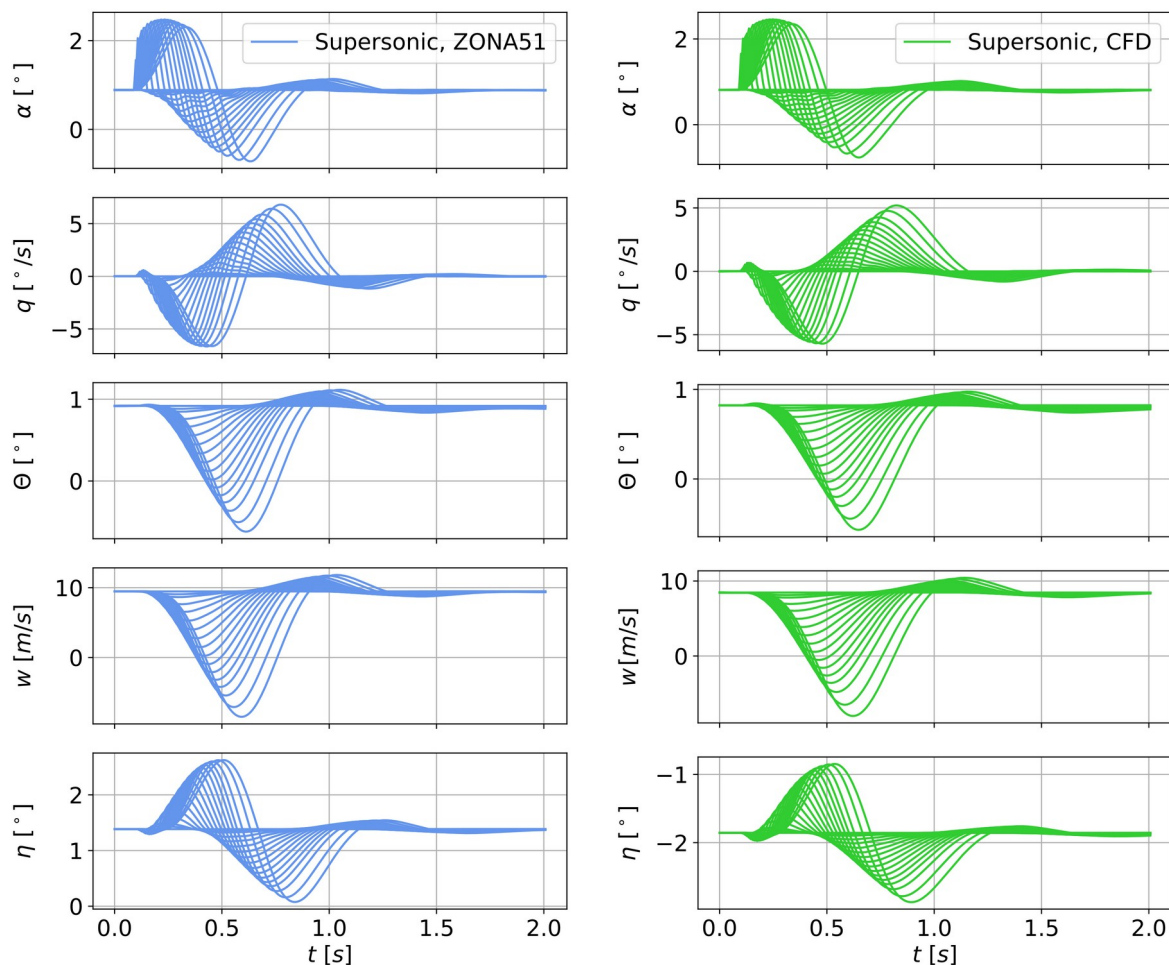 Supersonic, ZONA51
2
0
α [°]
Supersonic, CFD
2
0
α [°]
5
0
−5
q [°/s]
5
0
−5
q [°/s]
1
0
Θ [°]
1
0
Θ [°]
10
0
w [m/s]
10
0
w[m/s]
2
1
0
η [°]
−1
−2
η [°]
0.0 0.5 1.0 1.5 2.0
t [s]
0.0 0.5 1.0 1.5 2.0
t [s]